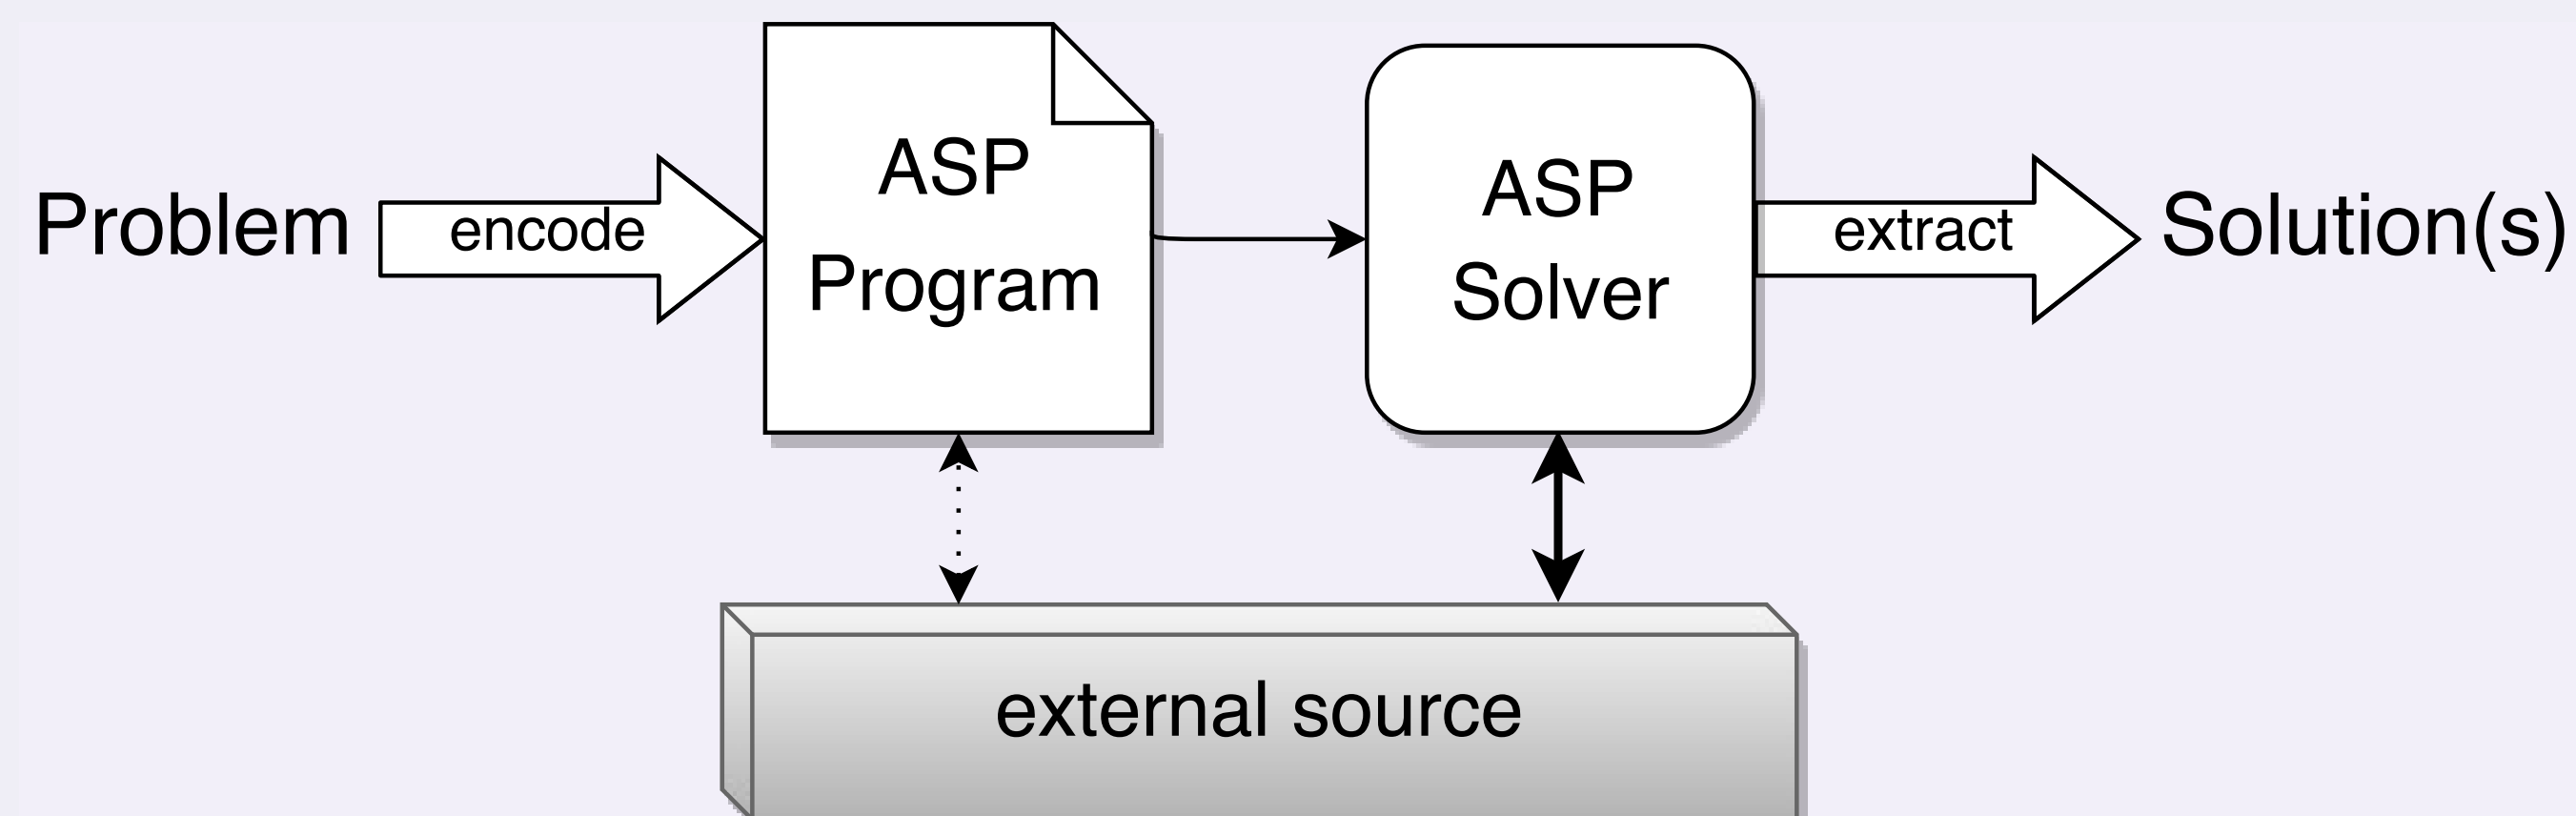 Problem
encode
ASP
Program
ASP
Solver
extract
Solution(s)
external source